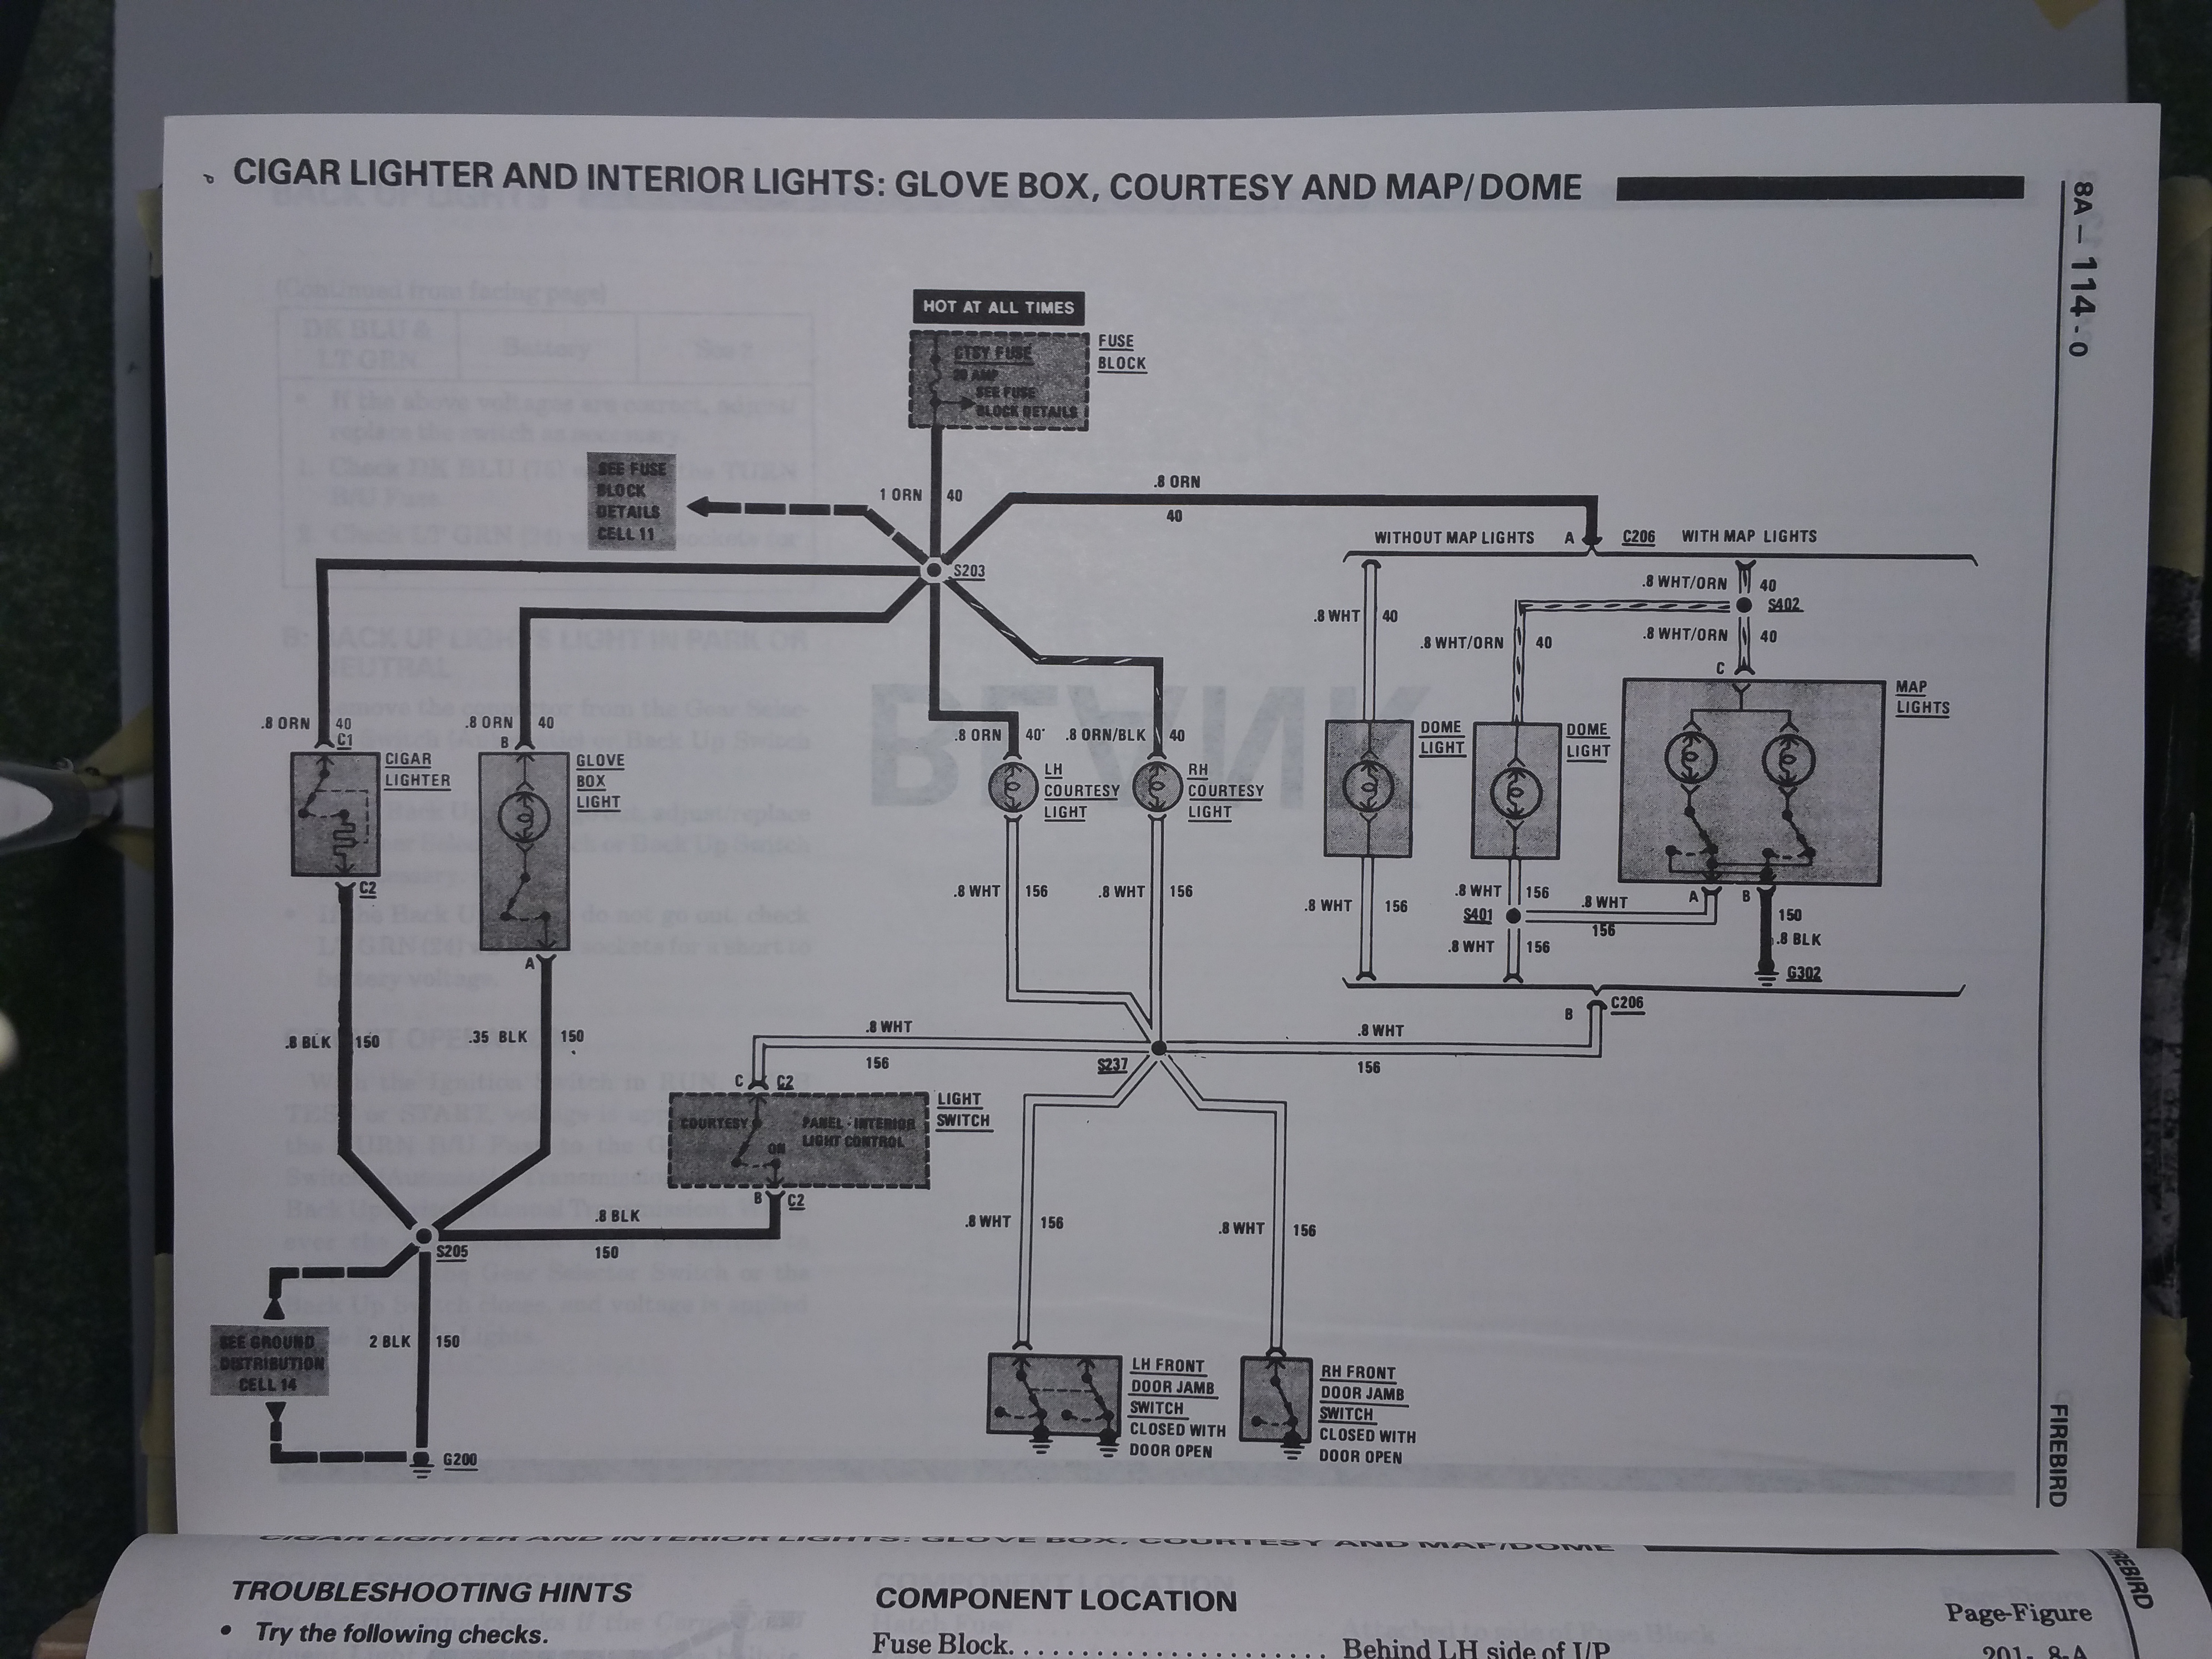 CIGAR LIGHTER AND INTERIOR LIGHTS: GLOVE BOX, COURTESY AND MAP/DOME
8A - 114 - 0
HOT AT ALL TIMES
CTSY FUSE
20 AMP
SEE FUSE
BLOCK DETAILS
FUSE
BLOCK
SEE FUSE
BLOCK
DETAILS
CELL 11
1 ORN 40
.8 ORN
40
S203
WITHOUT MAP LIGHTS A C206 WITH MAP LIGHTS
.8 WHT/ORN 40
S402
.8 WHT 40
.8 WHT/ORN 40
.8 WHT/ORN 40
C
MAP
LIGHTS
.8 ORN 40
C1
CIGAR
LIGHTER
C2
.8 ORN 40
B
GLOVE
BOX
LIGHT
A
.8 ORN 40
LH
COURTESY
LIGHT
.8 ORN/BLK 40
RH
COURTESY
LIGHT
DOME
LIGHT
DOME
LIGHT
.8 WHT 156
.8 WHT 156
.8 WHT 156
.8 WHT 156
S401
.8 WHT
156
.8 WHT 156
A B
150
.8 BLK
G302
B C206
.8 BLK 150
.35 BLK 150
.8 WHT
156
S237
.8 WHT
156
C C2
COURTESY
PANEL - INTERIOR
LIGHT CONTROL
ON
LIGHT
SWITCH
B C2
.8 BLK
150
S205
SEE GROUND
DISTRIBUTION
CELL 14
2 BLK 150
G200
.8 WHT 156
.8 WHT 156
LH FRONT
DOOR JAMB
SWITCH
CLOSED WITH
DOOR OPEN
RH FRONT
DOOR JAMB
SWITCH
CLOSED WITH
DOOR OPEN
FIREBIRD
CIGAR LIGHTER AND INTERIOR LIGHTS: GLOVE BOX, COURTESY AND MAP/DOME
TROUBLESHOOTING HINTS
• Try the following checks.
COMPONENT LOCATION
Page-Figure
Fuse Block. . . . . . . . . . . . . . . . . . . . . Behind LH side of I/P
201- 8-A